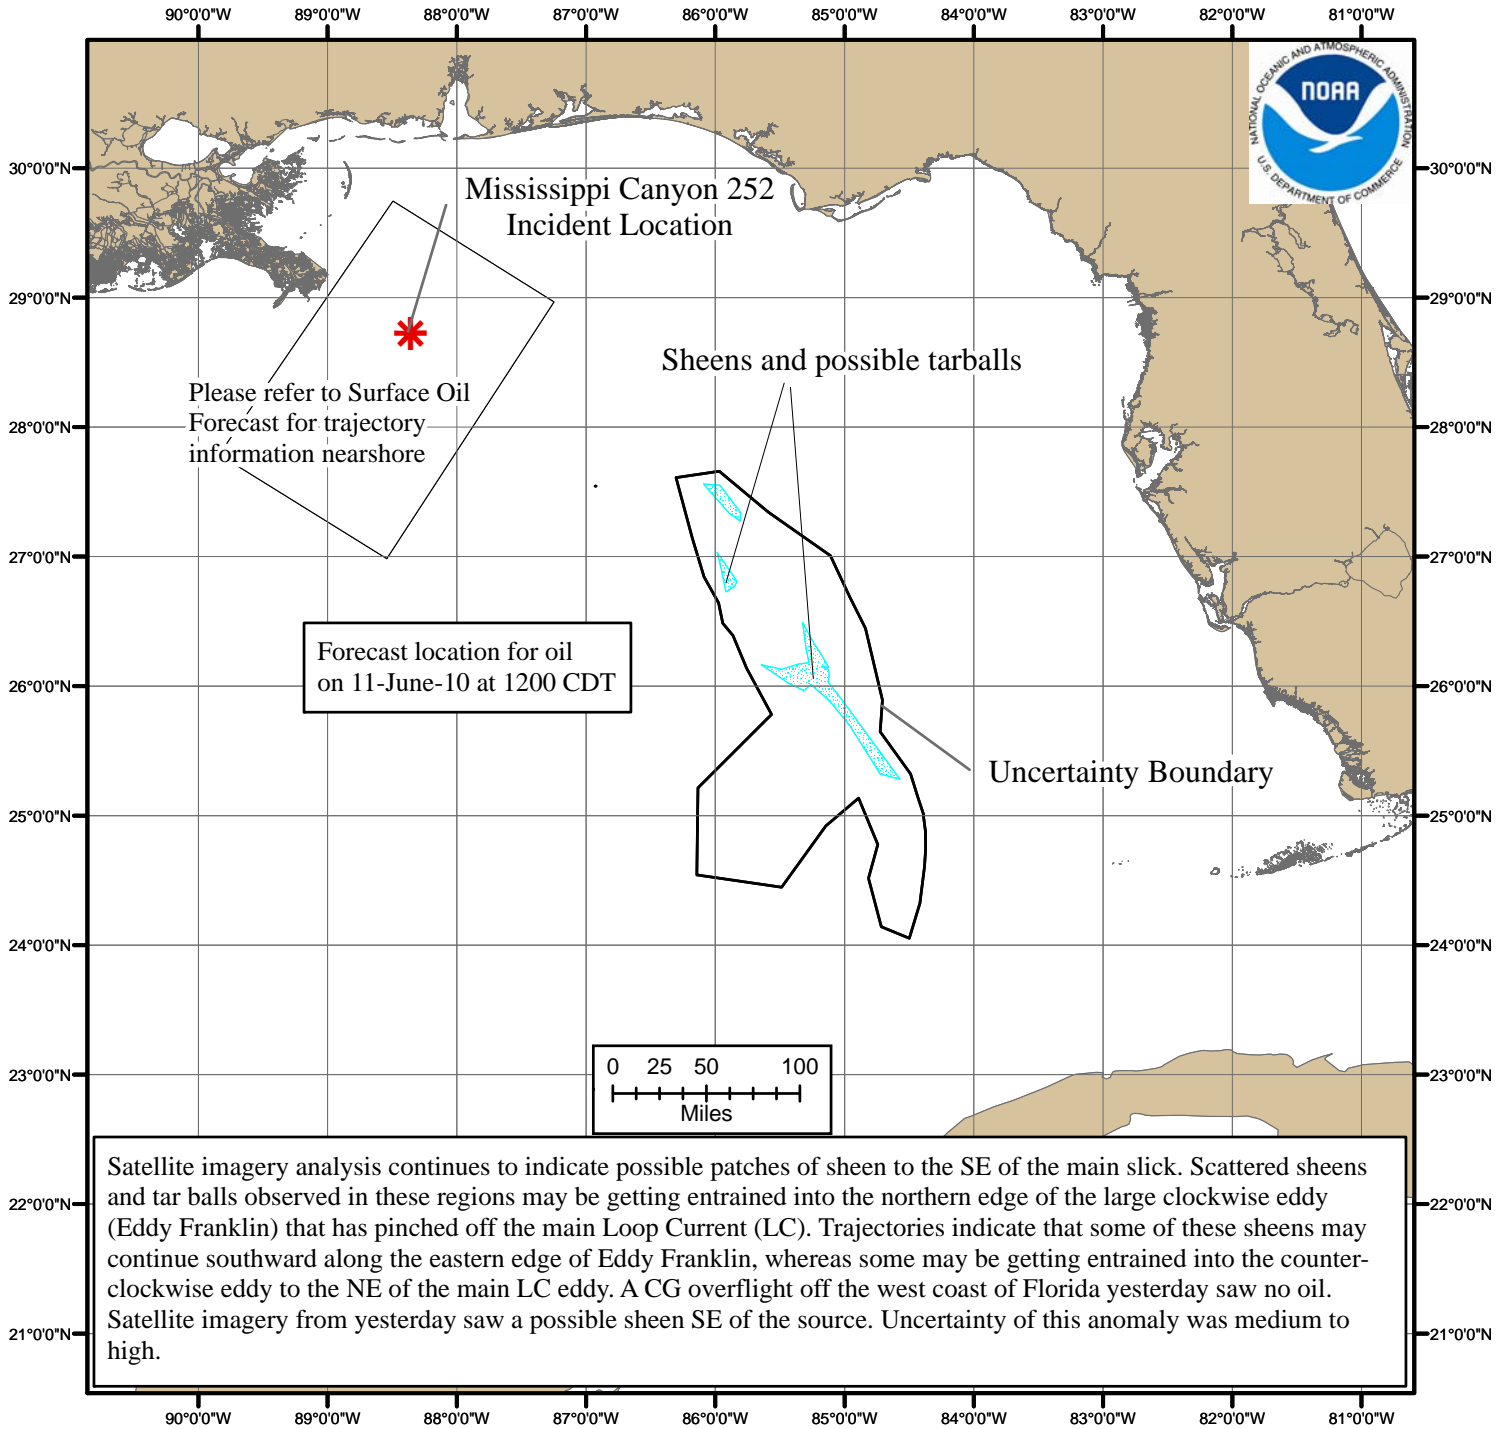 90°0'0"W 89°0'0"W 88°0'0"W 87°0'0"W 86°0'0"W 85°0'0"W 84°0'0"W 83°0'0"W 82°0'0"W 81°0'0"W
NATIONAL OCEANIC AND ATMOSPHERIC ADMINISTRATION
NOAA
U.S. DEPARTMENT OF COMMERCE
30°0'0"N 30°0'0"N
Mississippi Canyon 252
Incident Location
29°0'0"N 29°0'0"N
Sheens and possible tarballs
Please refer to Surface Oil
Forecast for trajectory
information nearshore
28°0'0"N 28°0'0"N
27°0'0"N 27°0'0"N
Forecast location for oil
on 11-June-10 at 1200 CDT
26°0'0"N 26°0'0"N
Uncertainty Boundary
25°0'0"N 25°0'0"N
24°0'0"N 24°0'0"N
0 25 50 100
Miles
23°0'0"N 23°0'0"N
Satellite imagery analysis continues to indicate possible patches of sheen to the SE of the main slick. Scattered sheens
and tar balls observed in these regions may be getting entrained into the northern edge of the large clockwise eddy
(Eddy Franklin) that has pinched off the main Loop Current (LC). Trajectories indicate that some of these sheens may
continue southward along the eastern edge of Eddy Franklin, whereas some may be getting entrained into the counter-
clockwise eddy to the NE of the main LC eddy. A CG overflight off the west coast of Florida yesterday saw no oil.
Satellite imagery from yesterday saw a possible sheen SE of the source. Uncertainty of this anomaly was medium to
high.
22°0'0"N 22°0'0"N
21°0'0"N 21°0'0"N
90°0'0"W 89°0'0"W 88°0'0"W 87°0'0"W 86°0'0"W 85°0'0"W 84°0'0"W 83°0'0"W 82°0'0"W 81°0'0"W